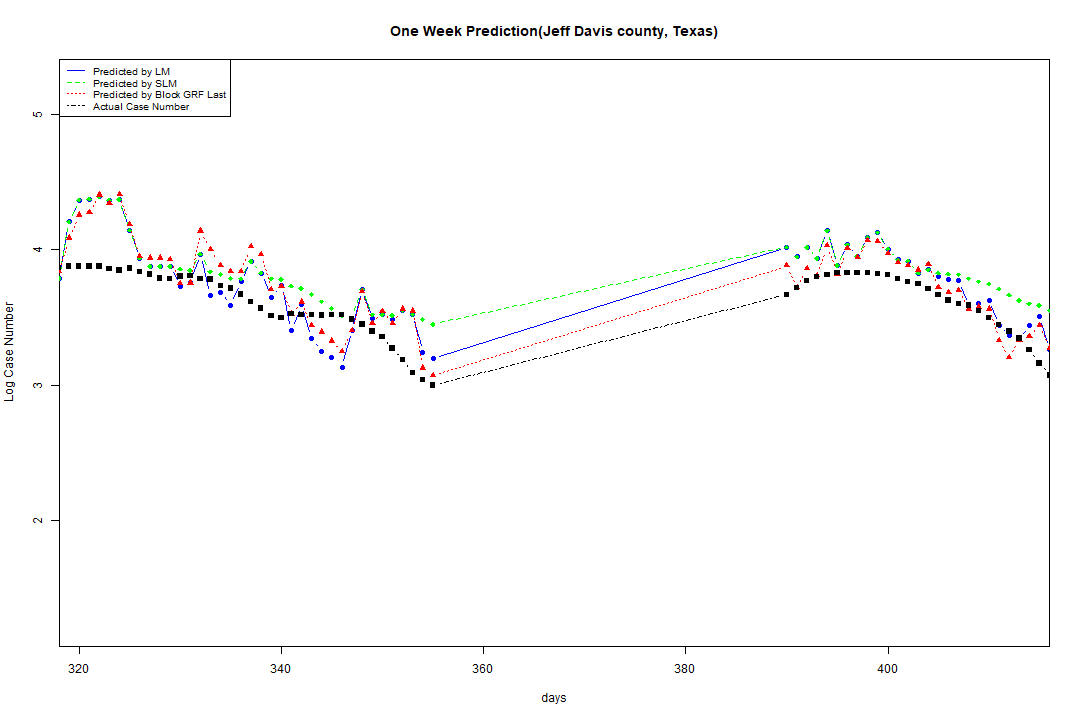 One Week Prediction(Jeff Davis county, Texas)
Predicted by LM
Predicted by SLM
Predicted by Block GRF Last
Actual Case Number
5
4
3
2
Log Case Number
320 340 360 380 400
days